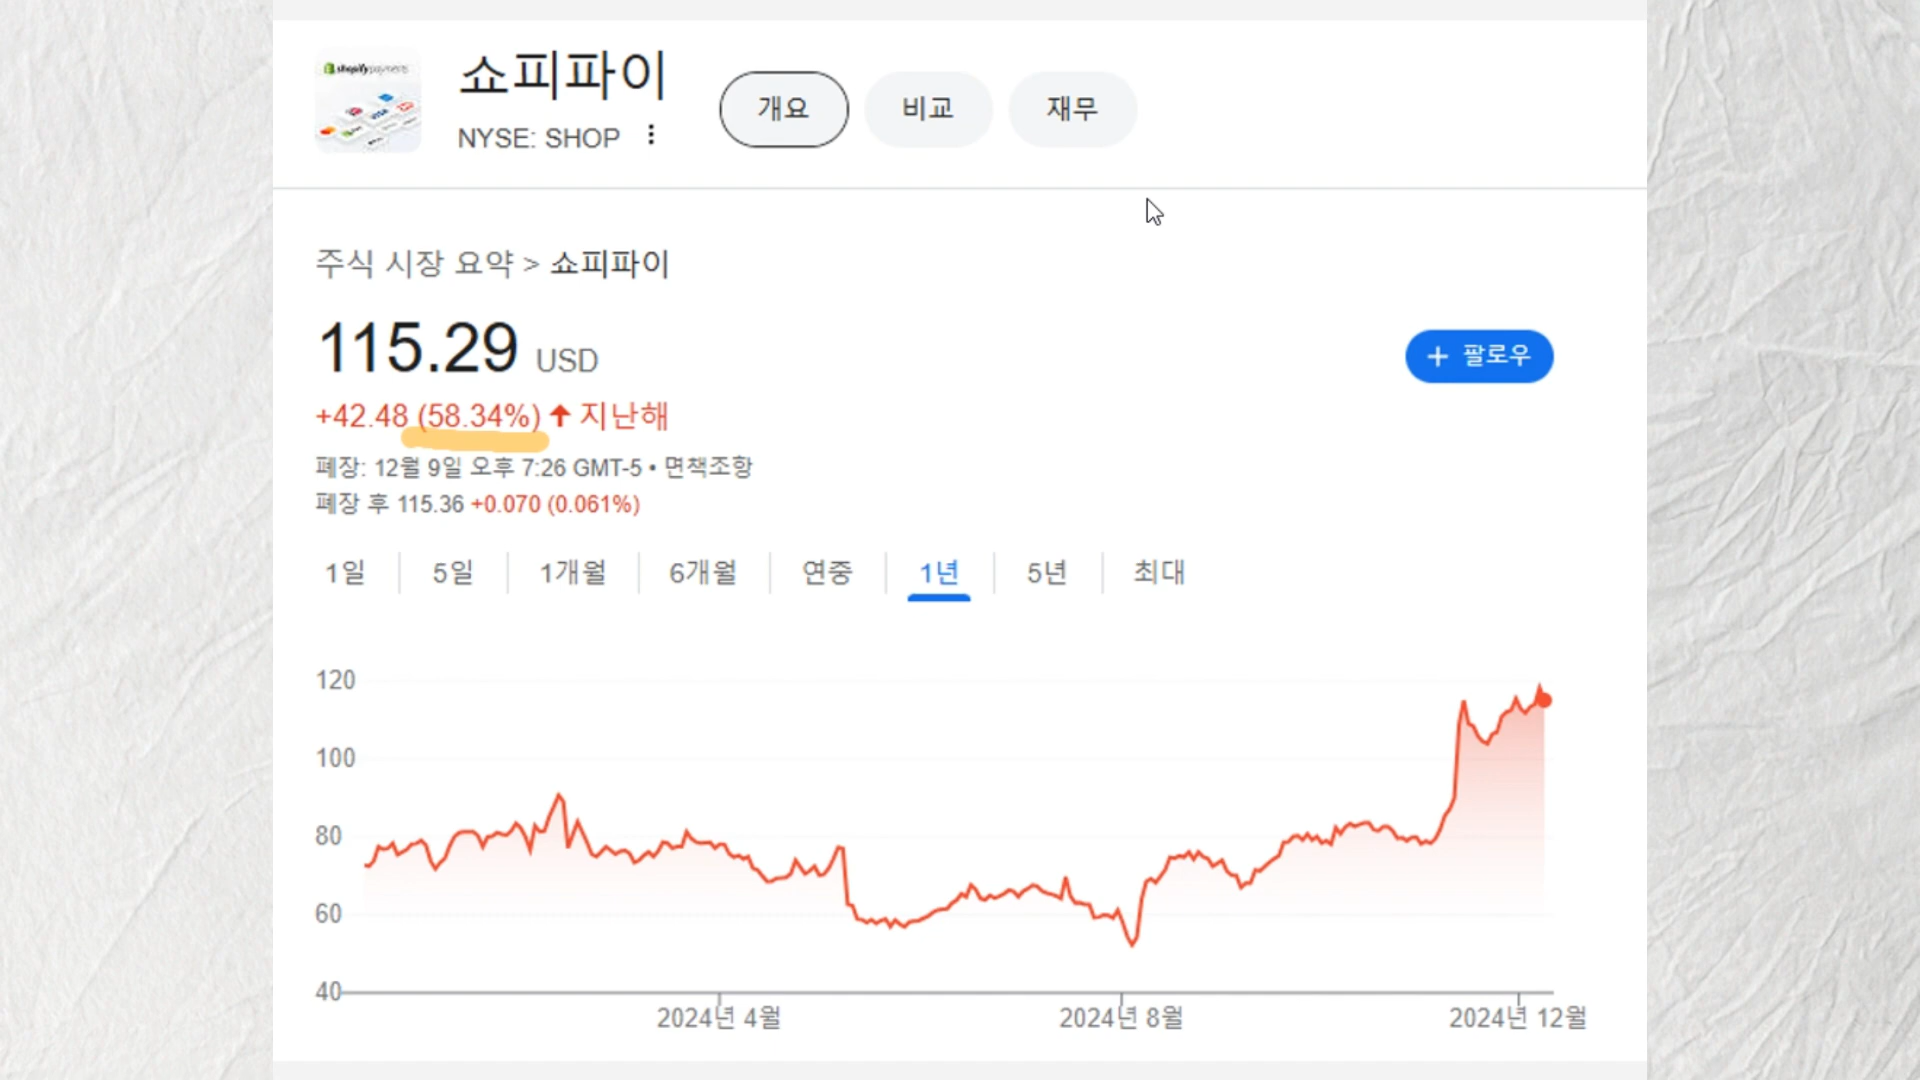 shopify payments
쇼피파이
NYSE: SHOP
개요
비교
재무
주식 시장 요약 > 쇼피파이
115.29 USD
+ 팔로우
+42.48 (58.34%) ↑ 지난해
폐장: 12월 9일 오후 7:26 GMT-5 • 면책조항
폐장 후 115.36 +0.070 (0.061%)
1일
5일
1개월
6개월
연중
1년
5년
최대
120
100
80
60
40
2024년 4월
2024년 8월
2024년 12월